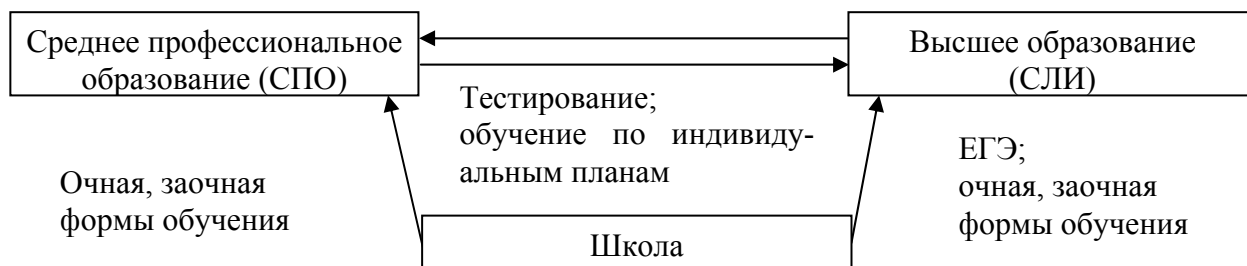 Среднее профессиональное
образование (СПО)
Высшее образование
(СЛИ)
Тестирование;
обучение по индивиду-
альным планам
Очная, заочная
формы обучения
ЕГЭ;
очная, заочная
формы обучения
Школа